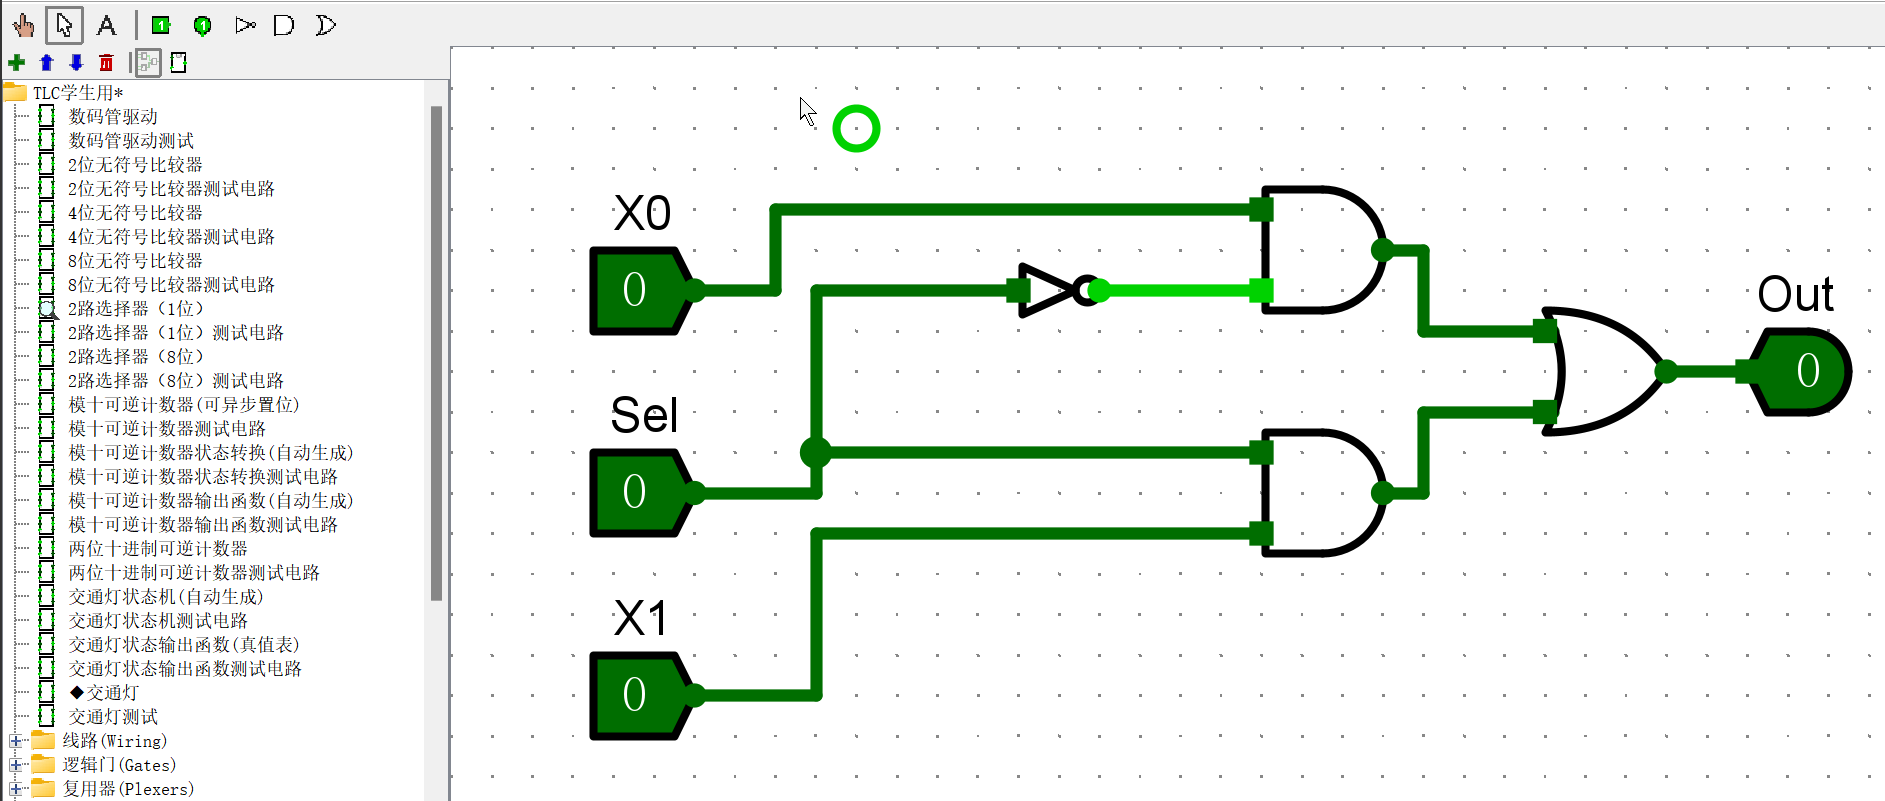 A
1
1
TLC学生用*
数码管驱动
数码管驱动测试
2位无符号比较器
2位无符号比较器测试电路
4位无符号比较器
4位无符号比较器测试电路
8位无符号比较器
8位无符号比较器测试电路
2路选择器（1位）
2路选择器（1位）测试电路
2路选择器（8位）
2路选择器（8位）测试电路
模十可逆计数器(可异步置位)
模十可逆计数器测试电路
模十可逆计数器状态转换(自动生成)
模十可逆计数器状态转换测试电路
模十可逆计数器输出函数(自动生成)
模十可逆计数器输出函数测试电路
两位十进制可逆计数器
两位十进制可逆计数器测试电路
交通灯状态机(自动生成)
交通灯状态机测试电路
交通灯状态输出函数(真值表)
交通灯状态输出函数测试电路
◆交通灯
交通灯测试
线路(Wiring)
逻辑门(Gates)
复用器(Plexers)
X0
0
Sel
0
X1
0
Out
0